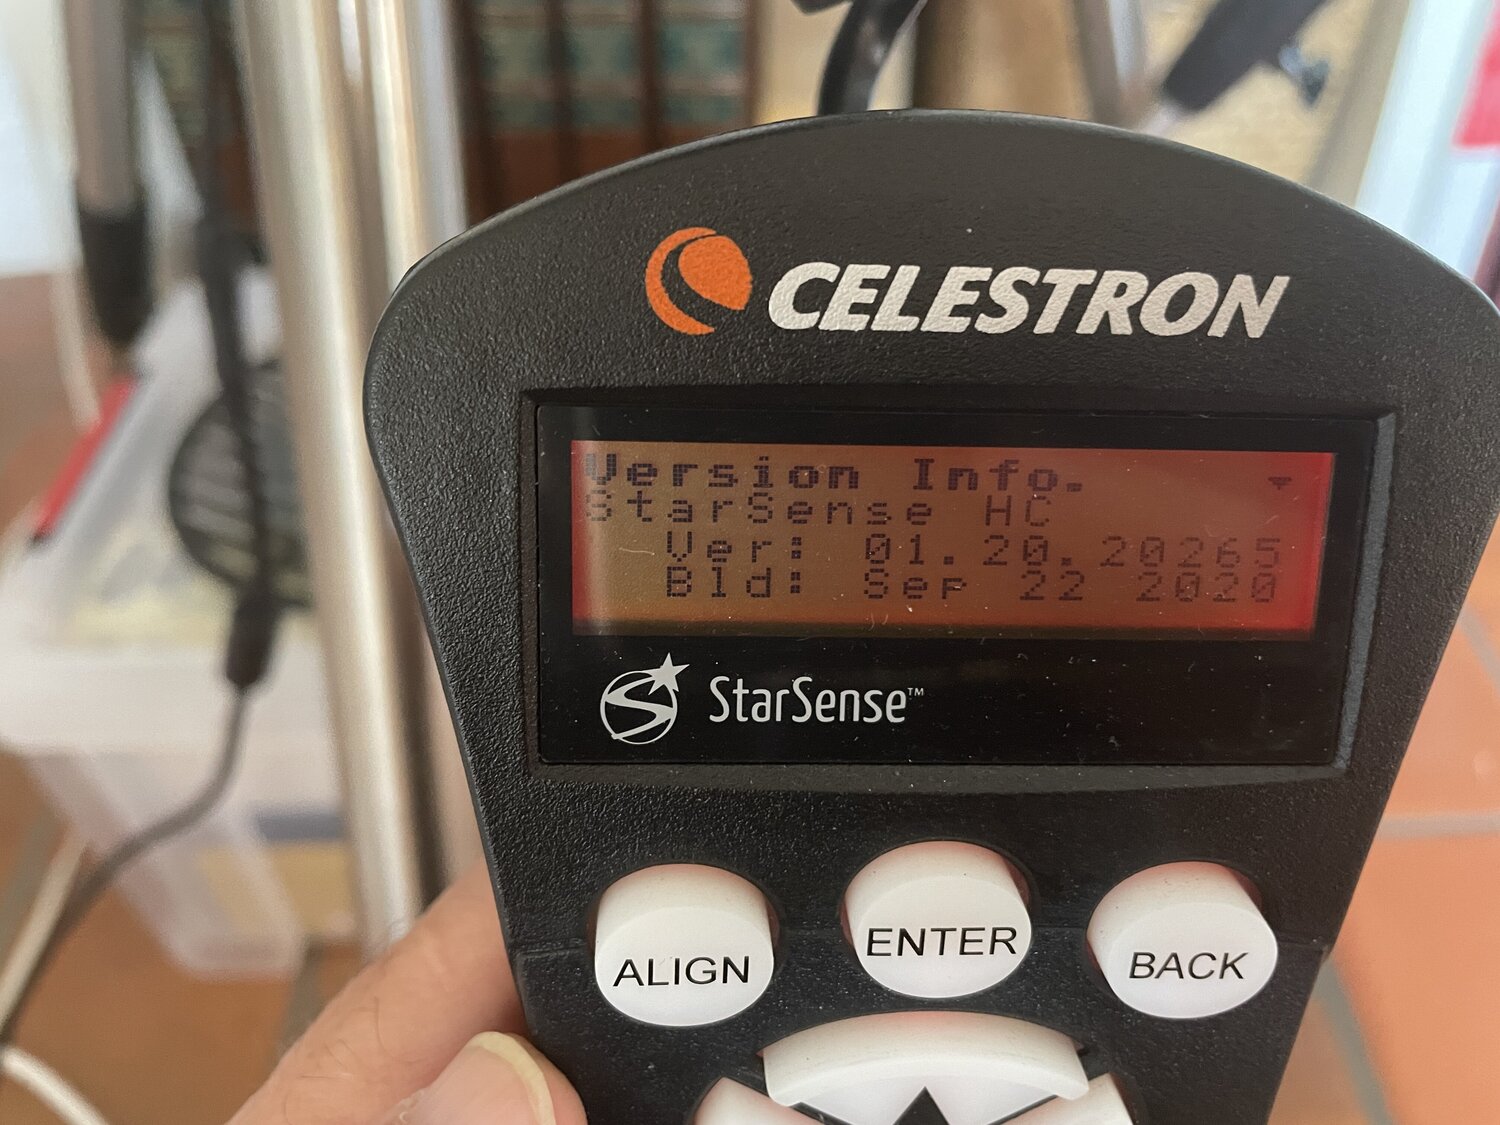 CELESTRON
Version Info.
StarSense HC
Ver: 01.20.20265
Bld: Sep 22 2020
StarSense™
ALIGN
ENTER
BACK